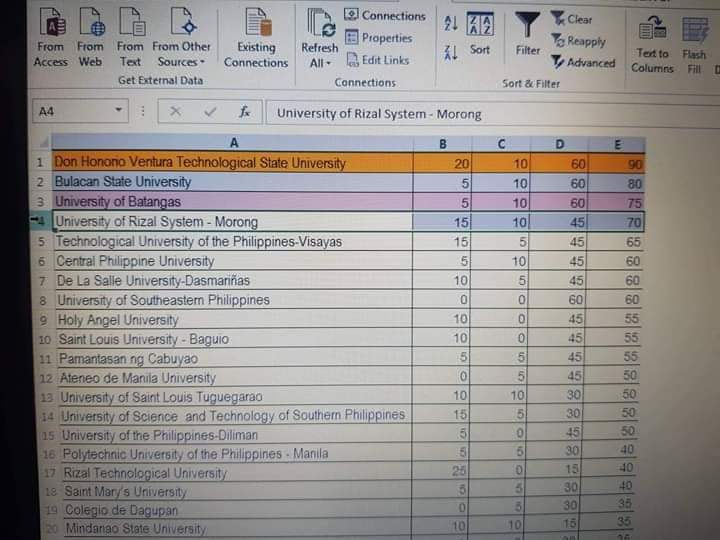 Connections
Properties
Edit Links
Clear
Reapply
Advanced
From Access
From Web
From Text
From Other Sources
Existing Connections
Refresh All
Sort
Filter
Text to Columns
Flash Fill
Get External Data
Connections
Sort & Filter
A4 fx University of Rizal System - Morong
A B C D E
1 Don Honorio Ventura Technological State University 20 10 60 90
2 Bulacan State University 5 10 60 80
3 University of Batangas 5 10 60 75
4 University of Rizal System - Morong 15 10 45 70
5 Technological University of the Philippines-Visayas 15 5 45 65
6 Central Philippine University 5 10 45 60
7 De La Salle University-Dasmariñas 10 5 45 60
8 University of Southeastern Philippines 0 0 60 60
9 Holy Angel University 10 0 45 55
10 Saint Louis University - Baguio 10 0 45 55
11 Pamantasan ng Cabuyao 5 5 45 55
12 Ateneo de Manila University 0 5 45 50
13 University of Saint Louis Tuguegarao 10 10 30 50
14 University of Science and Technology of Southern Philippines 15 5 30 50
15 University of the Philippines-Diliman 5 0 45 50
16 Polytechnic University of the Philippines - Manila 5 5 30 40
17 Rizal Technological University 25 0 15 40
18 Saint Mary's University 5 5 30 40
19 Colegio de Dagupan 0 5 30 35
20 Mindanao State University 10 10 15 35